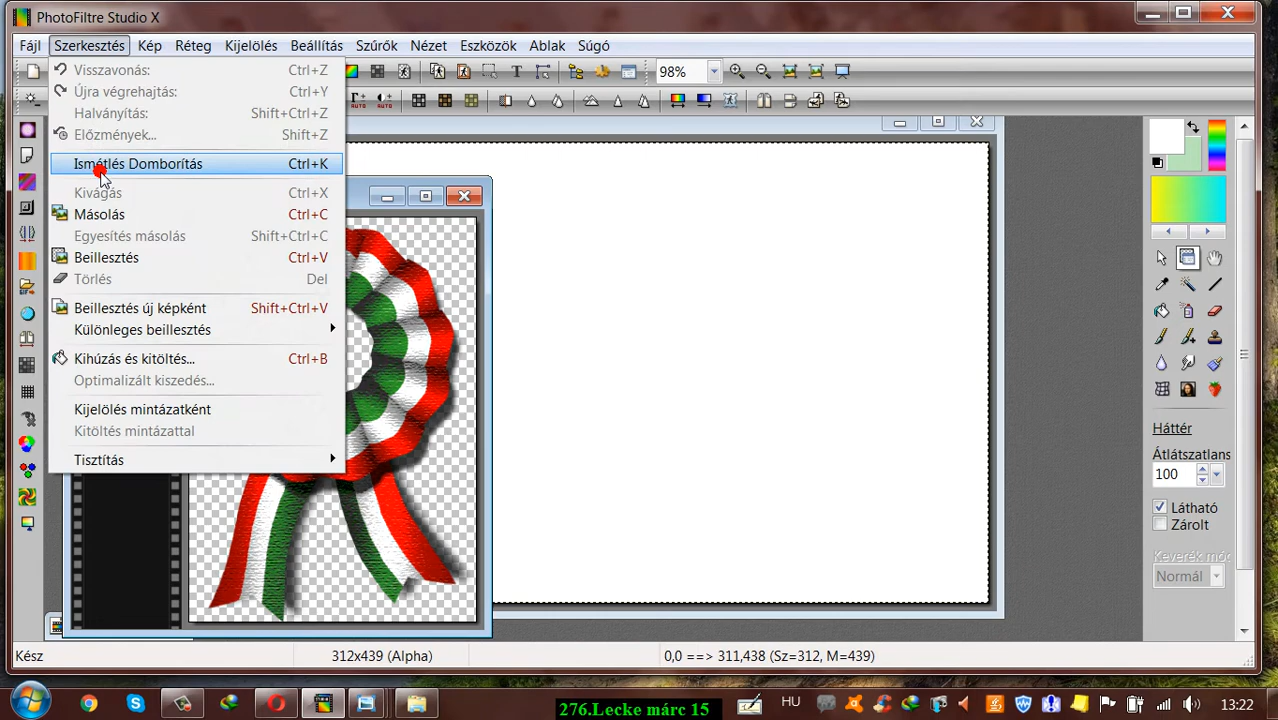 PhotoFiltre Studio X
Fájl Szerkesztés Kép Réteg Kijelölés Beállítás Szűrők Nézet Eszközök Ablak Súgó
98%
Visszavonás: Ctrl+Z
Újra végrehajtás: Ctrl+Y
Halványítás: Shift+Ctrl+Z
Előzmények... Shift+Z
Ismétlés Domborítás Ctrl+K
Kivágás Ctrl+X
Másolás Ctrl+C
Egyesítés másolás Shift+Ctrl+C
Beillesztés Ctrl+V
Törlés Del
Beillesztés új képként Shift+Ctrl+V
Különleges beillesztés
Kihúzás és kitöltés... Ctrl+B
Optimalizált kiszedés...
Kijelölés mintázatként
Kitöltés mintázattal
Tisztítás
AUTO AUTO
Háttér
Átlátszatlans
100
Látható
Zárolt
Keverék mó
Normál
Kész 312x439 (Alpha) 0,0 ==> 311,438 (Sz=312, M=439)
276.Lecke márc 15 HU 13:22